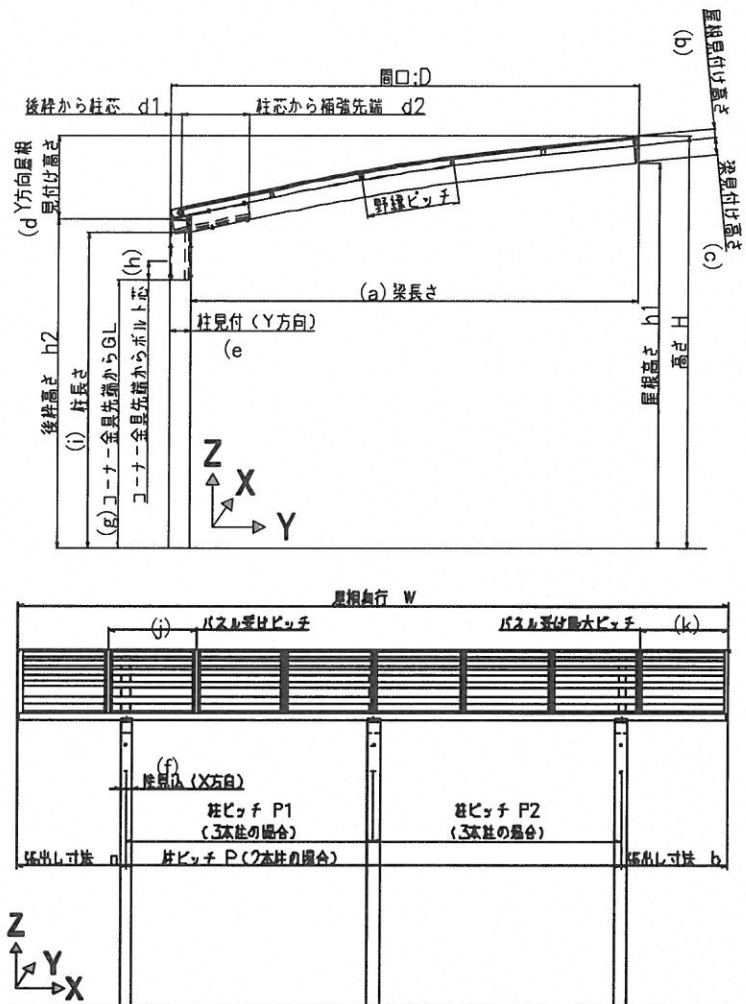 間口;D
後枠から柱芯 d1
柱芯から補強先端 d2
(b)
屋根見付け高さ
(d Y方向屋根
見付け高さ
野縁ピッチ
梁見付け高さ
(c)
(h)
(a) 梁長さ
柱見付(Y方向)
(e
後枠高さ h2
(i) 柱長さ
(g) コーナー金具先端からGL
コーナー金具先端からボルト芯
屋根高さ h1
高さ H
Z
X
Y
屋根奥行 W
(j)
パネル受けピッチ
パネル受け最大ピッチ
(k)
(f)
柱見込(X方向)
柱ピッチ P1
(3本柱の場合)
柱ピッチ P2
(3本柱の場合)
張出し寸法
柱ピッチ P(2本柱の場合)
張出し寸法 b
Z
Y
X